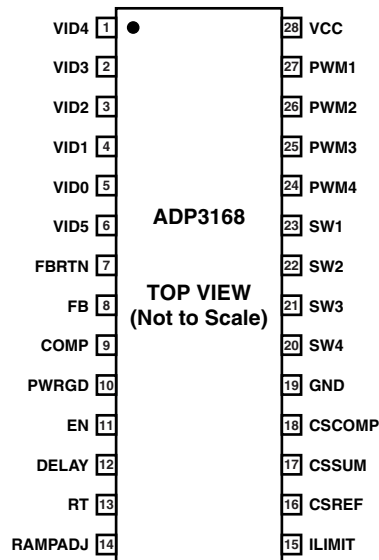 VID4 1 28 VCC
VID3 2 27 PWM1
VID2 3 26 PWM2
VID1 4 25 PWM3
VID0 5 24 PWM4
VID5 6 ADP3168 23 SW1
FBRTN 7 22 SW2
FB 8 TOP VIEW 21 SW3
(Not to Scale)
COMP 9 20 SW4
PWRGD 10 19 GND
EN 11 18 CSCOMP
DELAY 12 17 CSSUM
RT 13 16 CSREF
RAMPADJ 14 15 ILIMIT